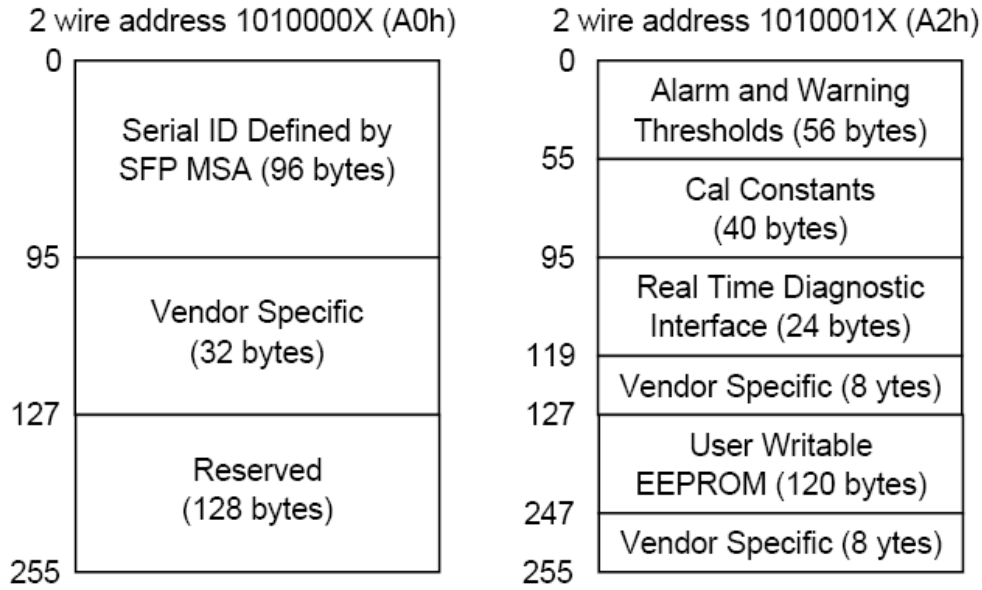 2 wire address 1010000X (A0h)
0
Serial ID Defined by
SFP MSA (96 bytes)
95
Vendor Specific
(32 bytes)
127
Reserved
(128 bytes)
255
2 wire address 1010001X (A2h)
0
Alarm and Warning
Thresholds (56 bytes)
55
Cal Constants
(40 bytes)
95
Real Time Diagnostic
Interface (24 bytes)
119
Vendor Specific (8 ytes)
127
User Writable
EEPROM (120 bytes)
247
Vendor Specific (8 ytes)
255